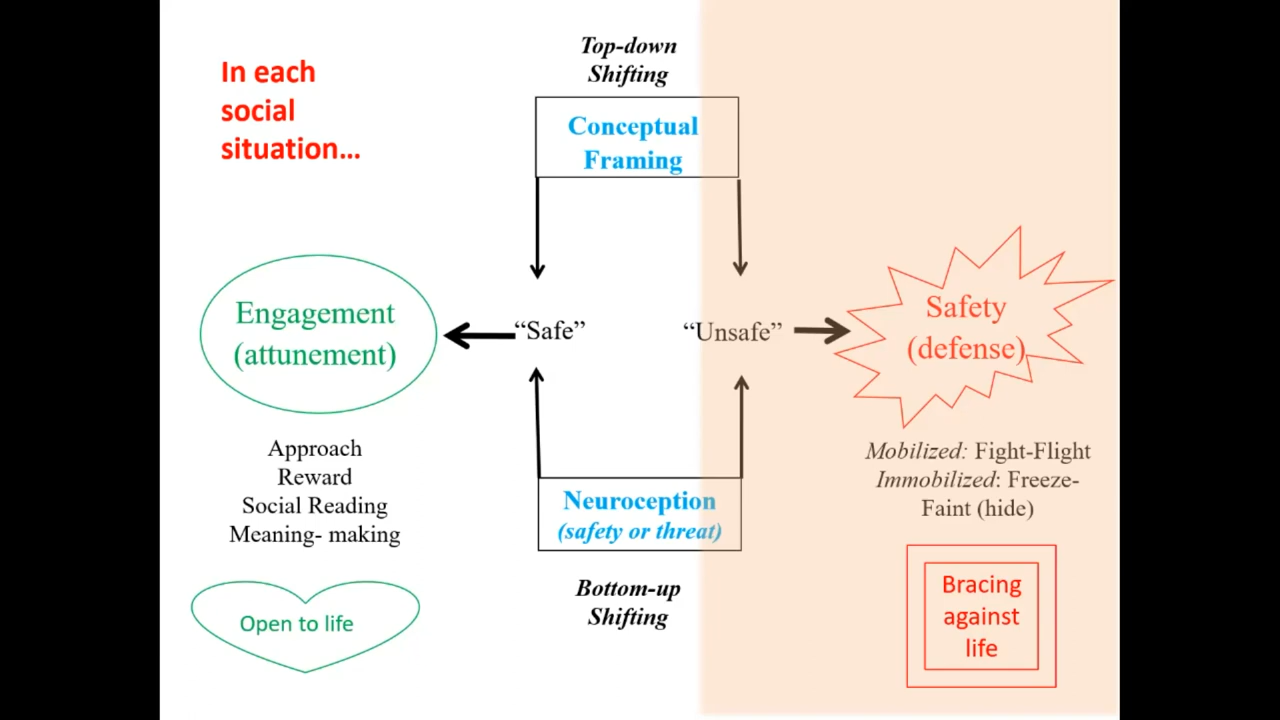 In each
social
situation…
Top-down
Shifting
Conceptual
Framing
Engagement
(attunement)
“Safe”
“Unsafe”
Safety
(defense)
Approach
Reward
Social Reading
Meaning- making
Mobilized: Fight-Flight
Immobilized: Freeze-
Faint (hide)
Neuroception
(safety or threat)
Bottom-up
Shifting
Open to life
Bracing
against
life